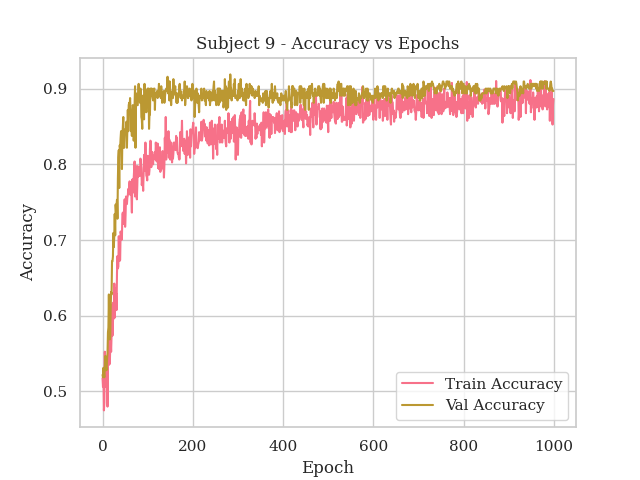 Subject 9 - Accuracy vs Epochs
Accuracy
0.9
0.8
0.7
0.6
0.5
0 200 400 600 800 1000
Epoch
Train Accuracy
Val Accuracy